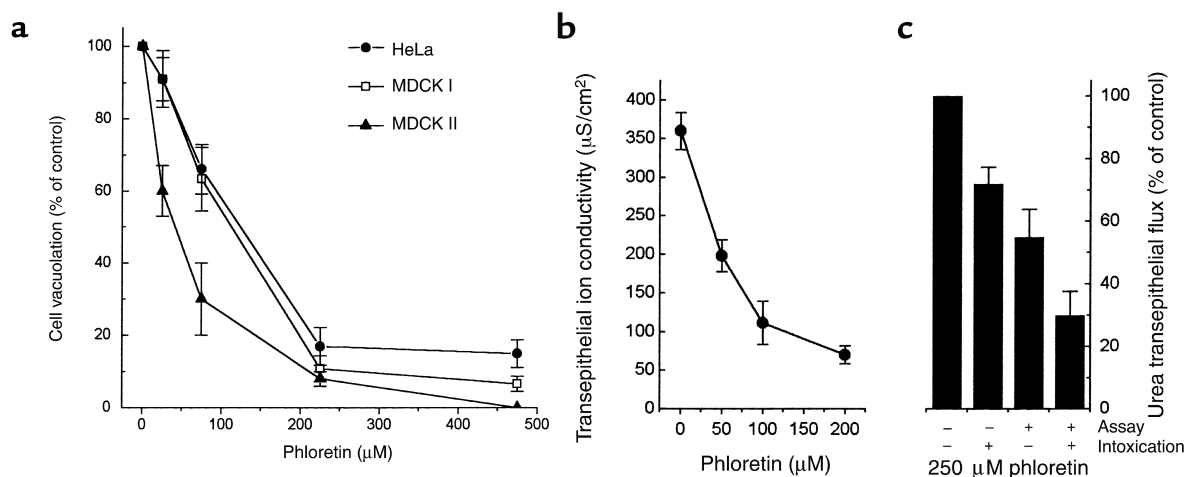 a
100
80
60
40
20
0
Cell vacuolation (% of control)
0 100 200 300 400 500
Phloretin (μM)
HeLa
MDCK I
MDCK II
b
Transepithelial ion conductivity (μS/cm²)
400
350
300
250
200
150
100
50
0
0 50 100 150 200
Phloretin (μM)
c
100
80
60
40
20
0
Urea transepithelial flux (% of control)
– – + + Assay
– + – + Intoxication
250 μM phloretin